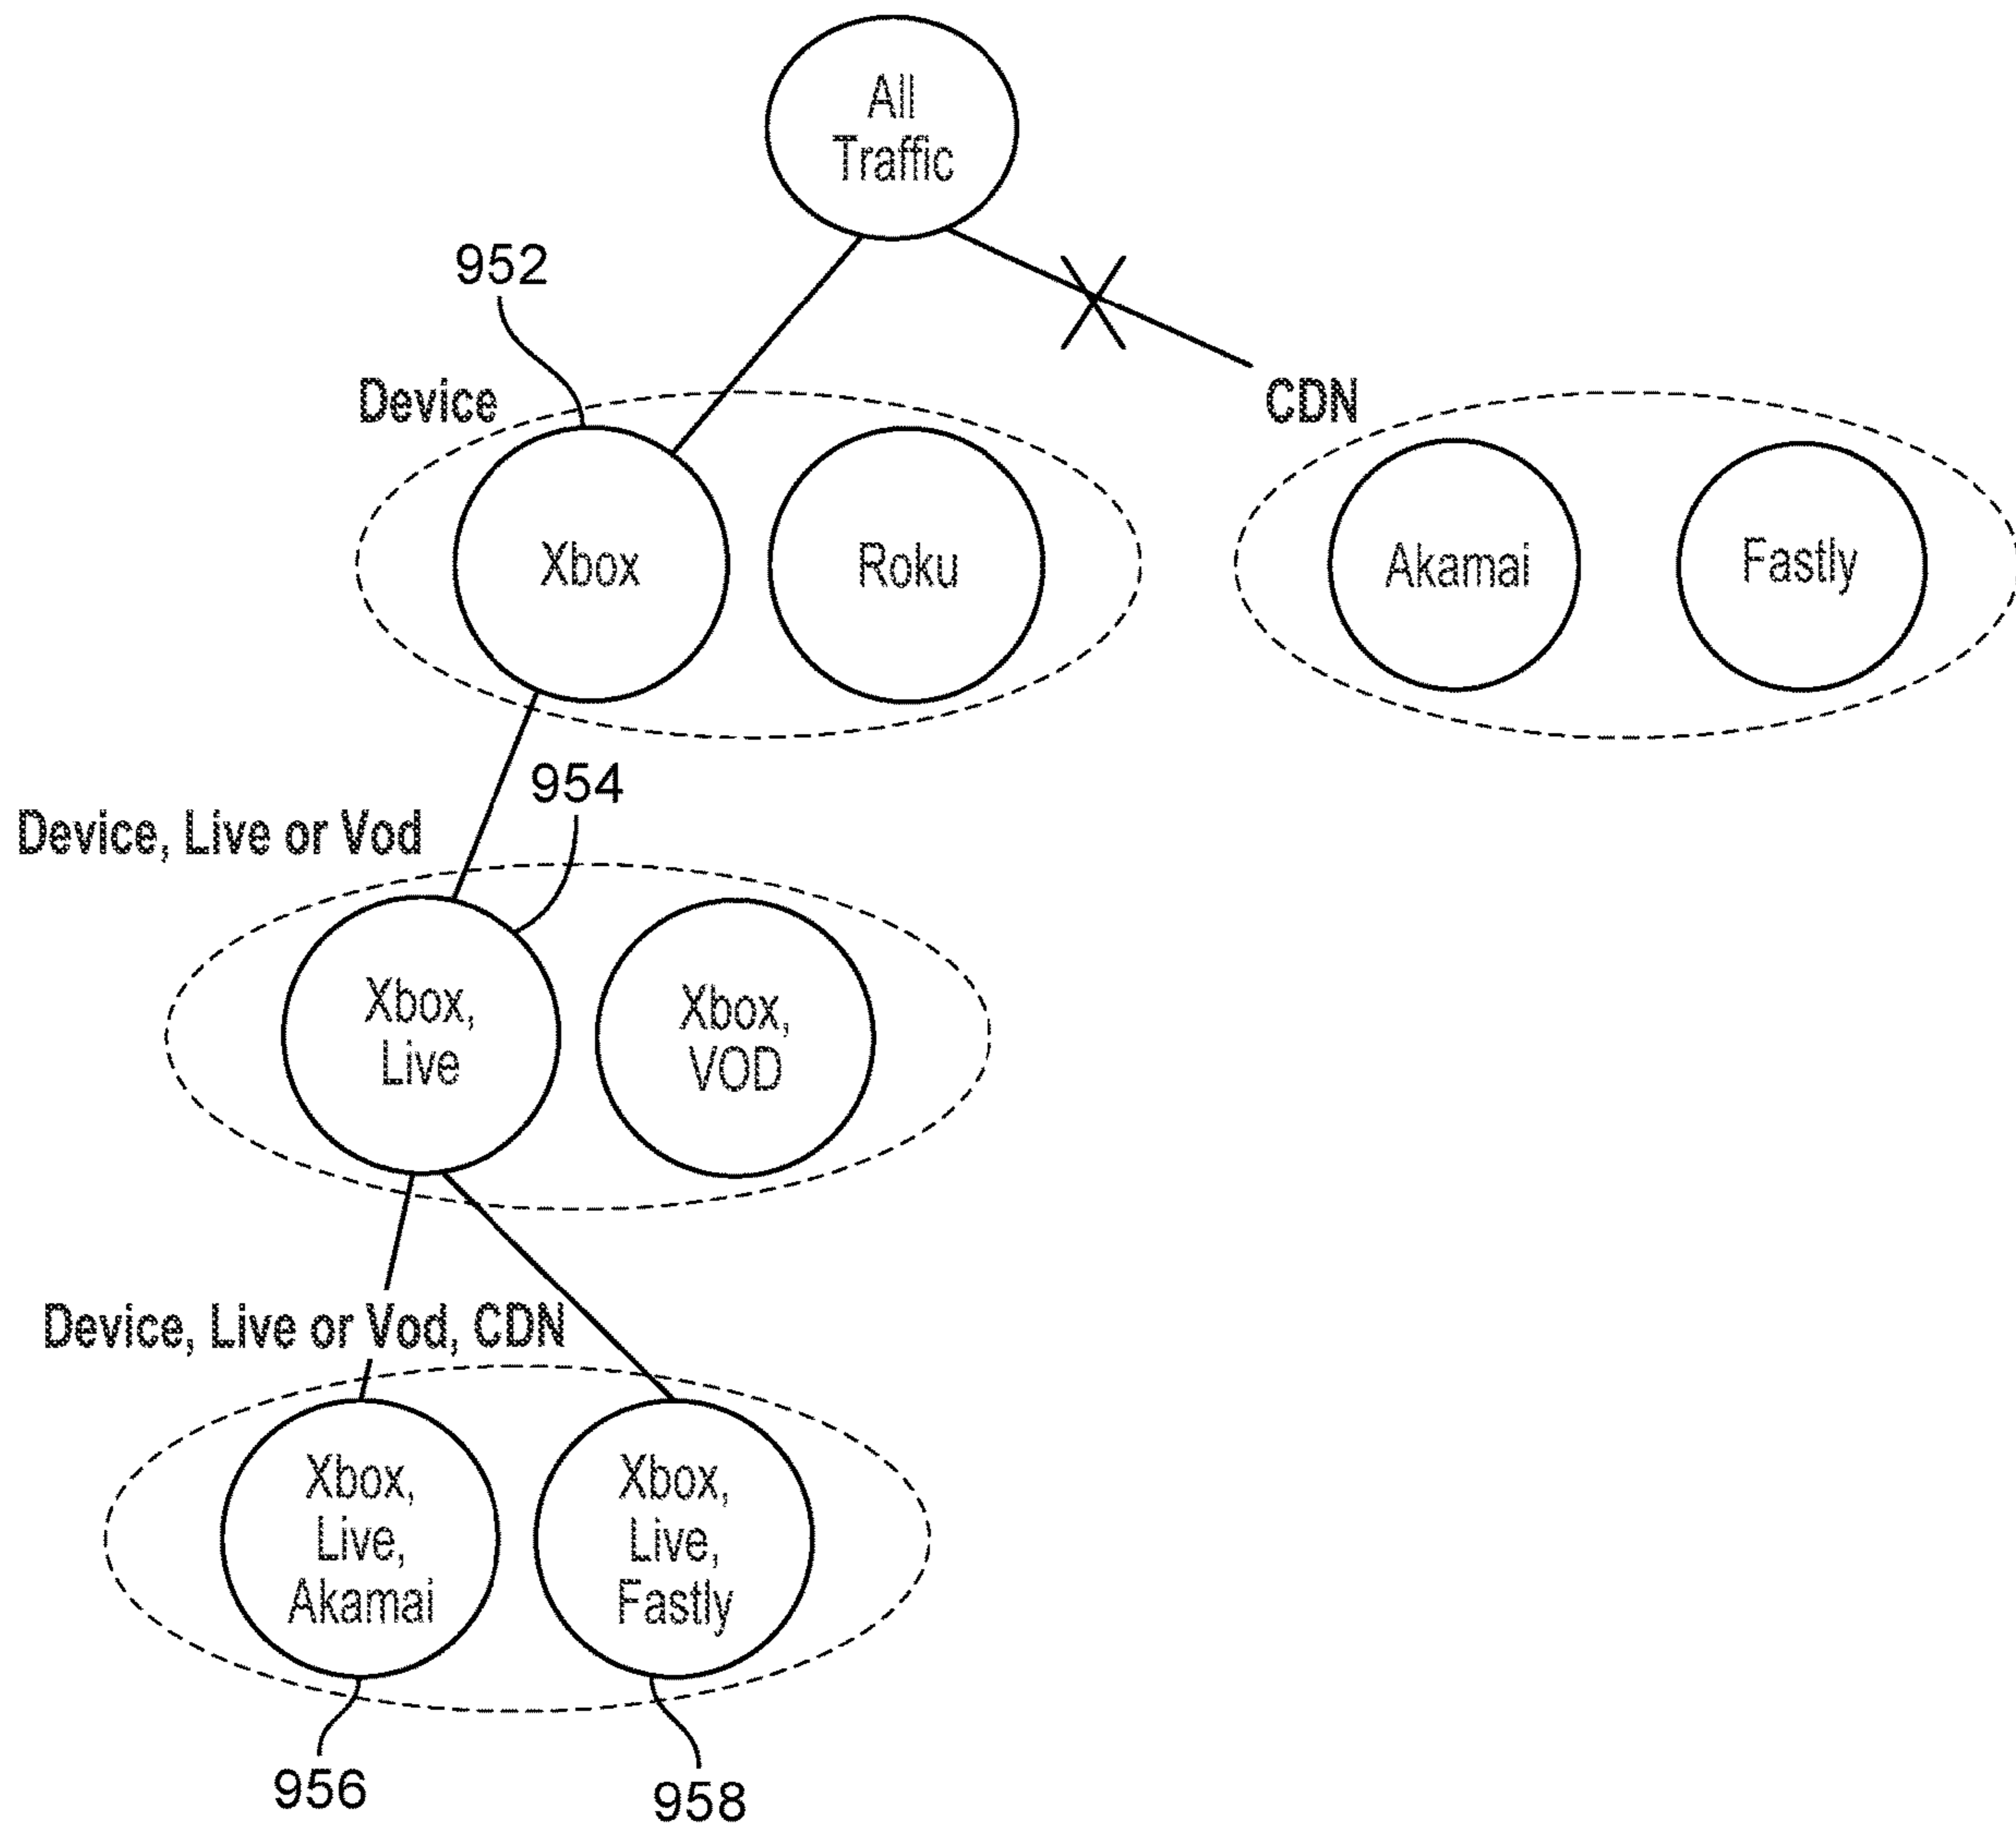 All
Traffic
952
Device
CDN
Xbox
Roku
Akamai
Fastly
954
Device, Live or Vod
Xbox,
Live
Xbox,
VOD
Device, Live or Vod, CDN
Xbox,
Live,
Akamai
Xbox,
Live,
Fastly
956
958